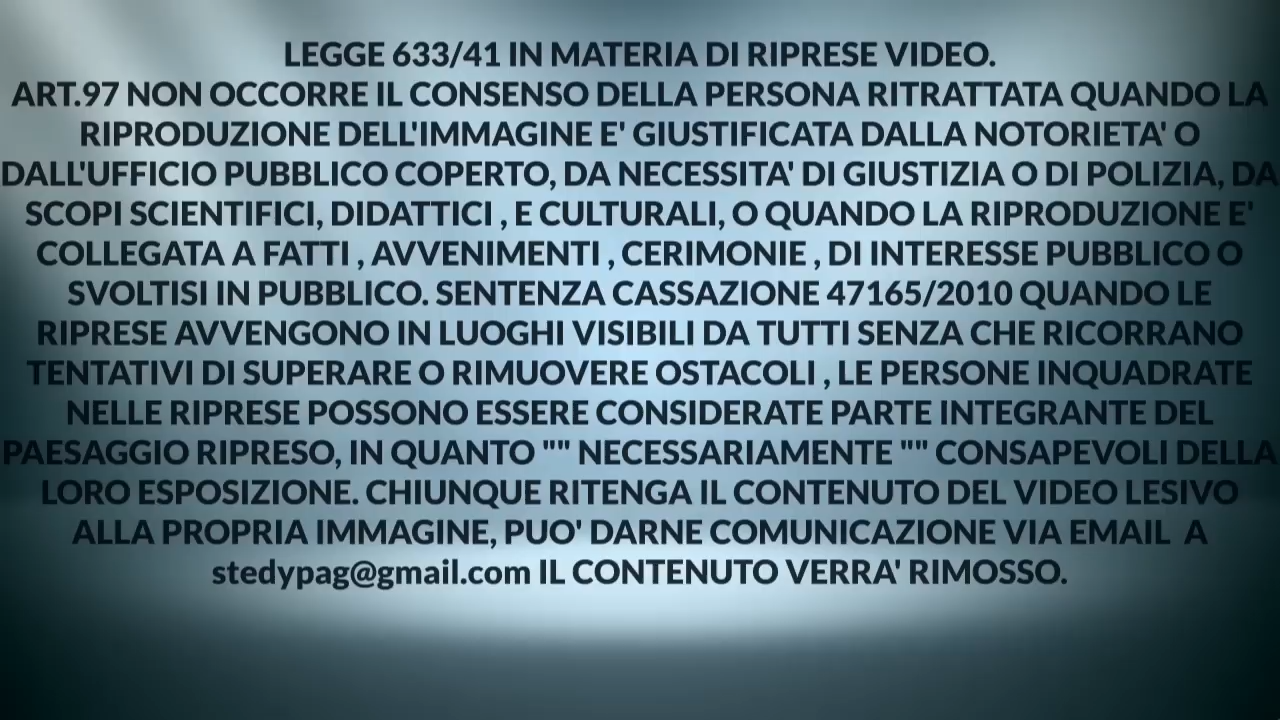 LEGGE 633/41 IN MATERIA DI RIPRESE VIDEO.
ART.97 NON OCCORRE IL CONSENSO DELLA PERSONA RITRATTATA QUANDO LA
RIPRODUZIONE DELL'IMMAGINE E' GIUSTIFICATA DALLA NOTORIETA' O
DALL'UFFICIO PUBBLICO COPERTO, DA NECESSITA' DI GIUSTIZIA O DI POLIZIA, DA
SCOPI SCIENTIFICI, DIDATTICI , E CULTURALI, O QUANDO LA RIPRODUZIONE E'
COLLEGATA A FATTI , AVVENIMENTI , CERIMONIE , DI INTERESSE PUBBLICO O
SVOLTISI IN PUBBLICO. SENTENZA CASSAZIONE 47165/2010 QUANDO LE
RIPRESE AVVENGONO IN LUOGHI VISIBILI DA TUTTI SENZA CHE RICORRANO
TENTATIVI DI SUPERARE O RIMUOVERE OSTACOLI , LE PERSONE INQUADRATE
NELLE RIPRESE POSSONO ESSERE CONSIDERATE PARTE INTEGRANTE DEL
PAESAGGIO RIPRESO, IN QUANTO "" NECESSARIAMENTE "" CONSAPEVOLI DELLA
LORO ESPOSIZIONE. CHIUNQUE RITENGA IL CONTENUTO DEL VIDEO LESIVO
ALLA PROPRIA IMMAGINE, PUO' DARNE COMUNICAZIONE VIA EMAIL  A
stedypag@gmail.com IL CONTENUTO VERRA' RIMOSSO.